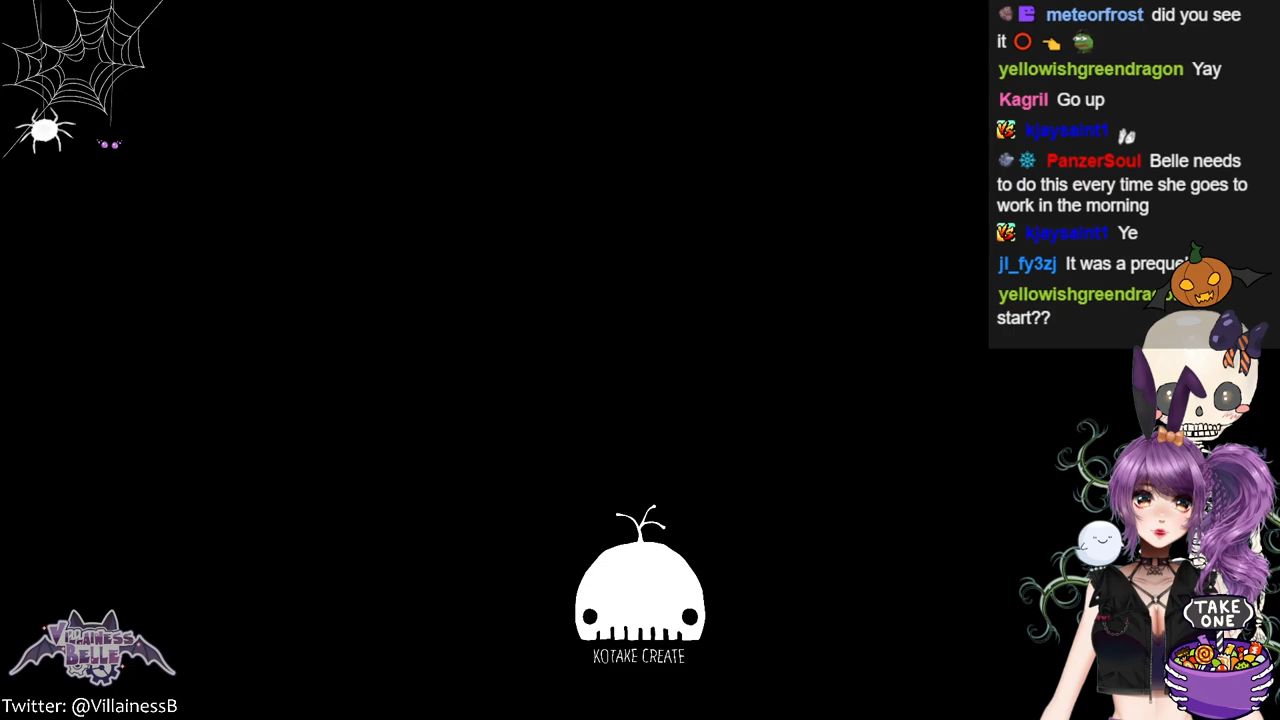 meteorfrost did you see
it
yellowishgreendragon Yay
Kagril Go up
kjaysaint1
PanzerSoul Belle needs
to do this every time she goes to
work in the morning
kjaysaint1 Ye
jl_fy3zj It was a preque
yellowishgreendra
start??
TAKE
ONE
KOTAKE CREATE
VILLAINESS
BELLE
Twitter: @VillainessB